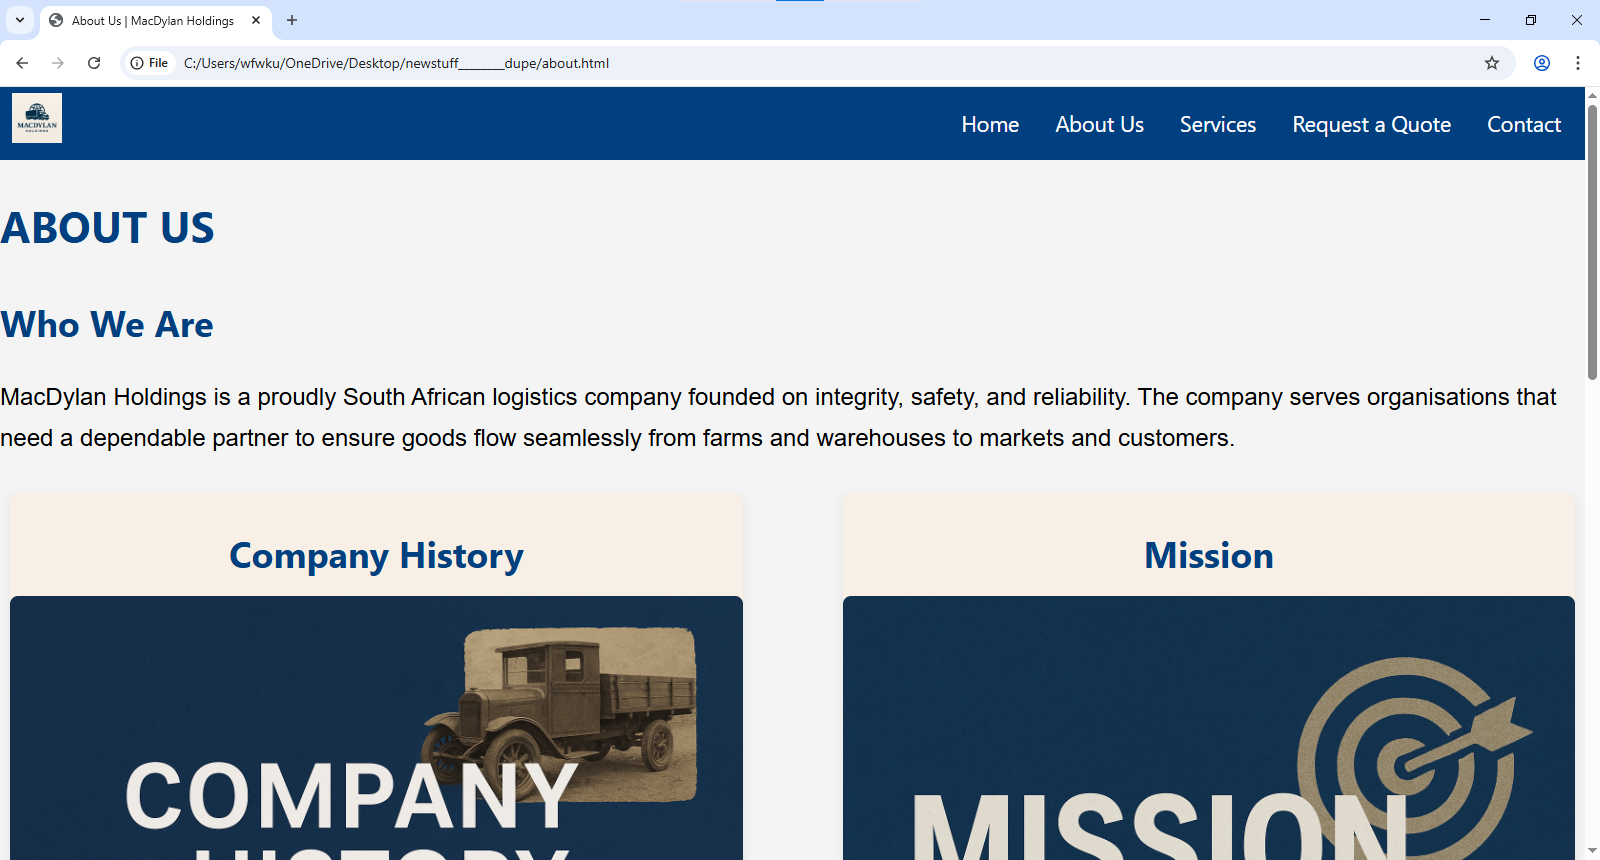 About Us | MacDylan Holdings
File
C:/Users/wfwku/OneDrive/Desktop/newstuff________dupe/about.html
MACDYLAN
HOLDINGS
Home
About Us
Services
Request a Quote
Contact
ABOUT US
Who We Are
MacDylan Holdings is a proudly South African logistics company founded on integrity, safety, and reliability. The company serves organisations that
need a dependable partner to ensure goods flow seamlessly from farms and warehouses to markets and customers.
Company History
COMPANY
HISTORY
Mission
MISSION